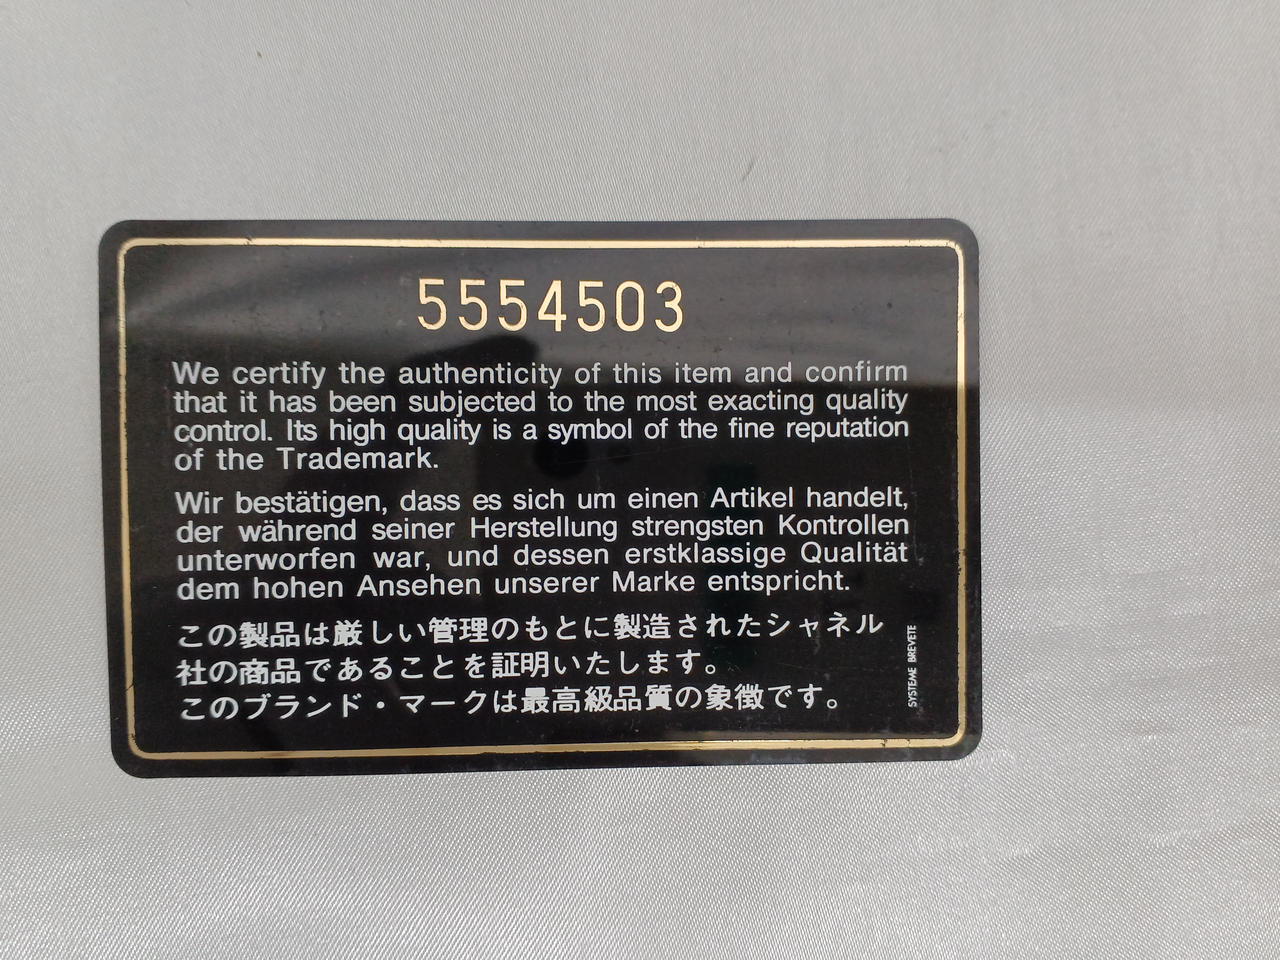 5554503
We certify the authenticity of this item and confirm
that it has been subjected to the most exacting quality
control. Its high quality is a symbol of the fine reputation
of the Trademark.
Wir bestätigen, dass es sich um einen Artikel handelt,
der während seiner Herstellung strengsten Kontrollen
unterworfen war, und dessen erstklassige Qualität
dem hohen Ansehen unserer Marke entspricht.
この製品は厳しい管理のもとに製造されたシャネル
社の商品であることを証明いたします。
このブランド・マークは最高級品質の象徴です。
SYSTEME BREVETE